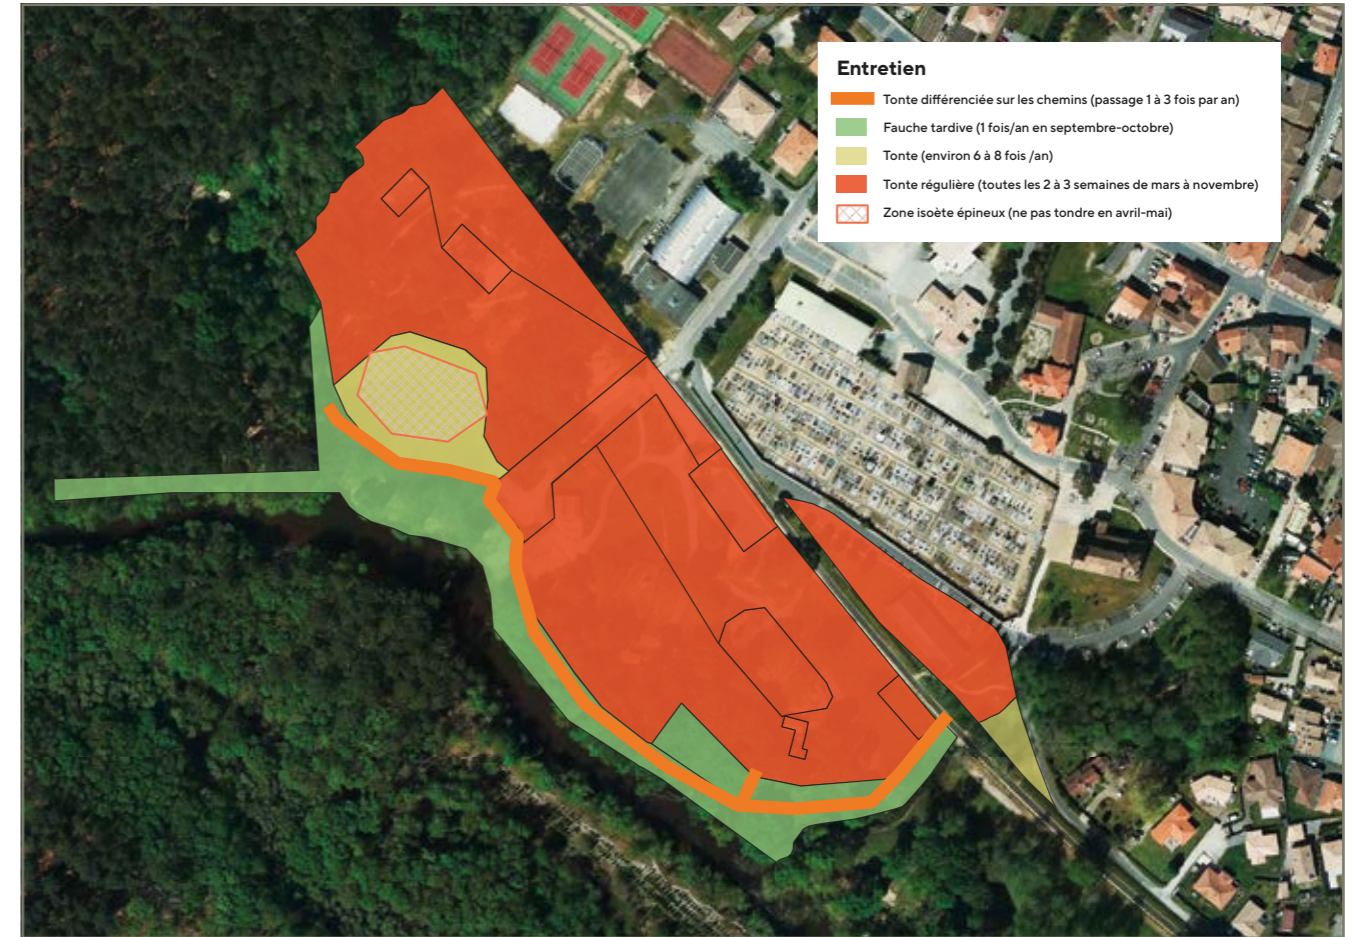 Entretien
Tonte différenciée sur les chemins (passage 1 à 3 fois par an)
Fauche tardive (1 fois/an en septembre-octobre)
Tonte (environ 6 à 8 fois /an)
Tonte régulière (toutes les 2 à 3 semaines de mars à novembre)
Zone isoète épineux (ne pas tondre en avril-mai)